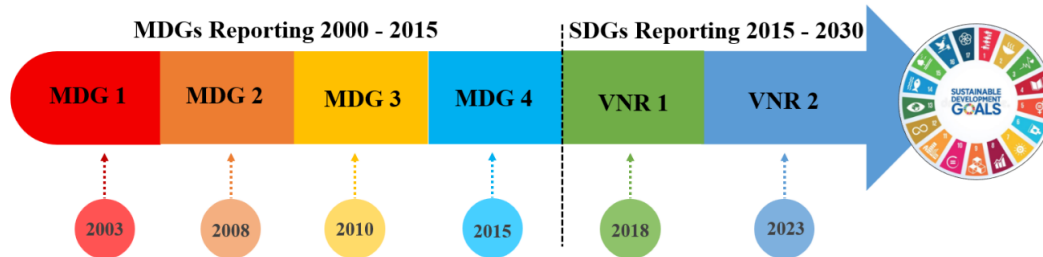 MDGs Reporting 2000 - 2015
SDGs Reporting 2015 - 2030
MDG 1
MDG 2
MDG 3
MDG 4
VNR 1
VNR 2
SUSTAINABLE
DEVELOPMENT
GOALS
2003
2008
2010
2015
2018
2023